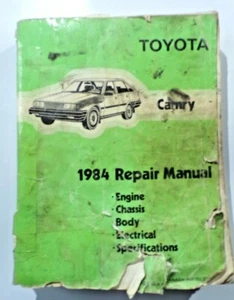 TOYOTA
Camry
1984 Repair Manual
·Engine
·Chassis
Body
·Electrical
·Specifications